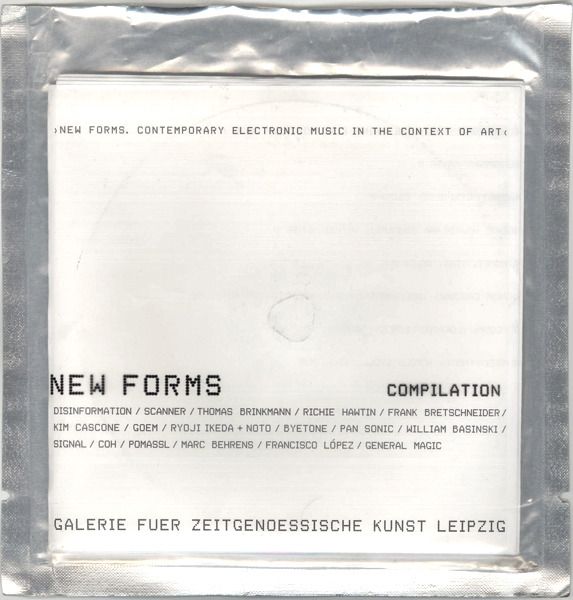 ›NEW FORMS. CONTEMPORARY ELECTRONIC MUSIC IN THE CONTEXT OF ART‹
NEW FORMS COMPILATION
DISINFORMATION / SCANNER / THOMAS BRINKMANN / RICHIE HAWTIN / FRANK BRETSCHNEIDER /
KIM CASCONE / GOEM / RYOJI IKEDA + NOTO / BYETONE / PAN SONIC / WILLIAM BASINSKI /
SIGNAL / COH / POMASSL / MARC BEHRENS / FRANCISCO LÓPEZ / GENERAL MAGIC
GALERIE FUER ZEITGENOESSISCHE KUNST LEIPZIG